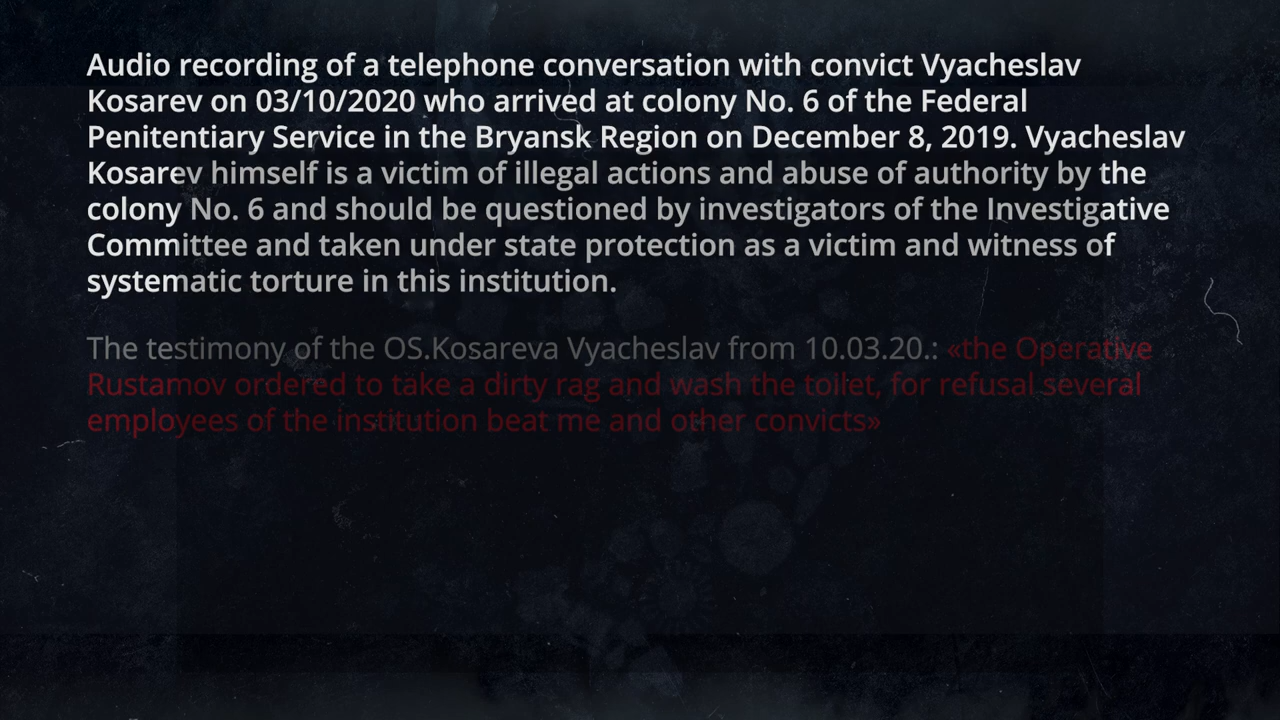 Audio recording of a telephone conversation with convict Vyacheslav
Kosarev on 03/10/2020 who arrived at colony No. 6 of the Federal
Penitentiary Service in the Bryansk Region on December 8, 2019. Vyacheslav
Kosarev himself is a victim of illegal actions and abuse of authority by the
colony No. 6 and should be questioned by investigators of the Investigative
Committee and taken under state protection as a victim and witness of
systematic torture in this institution.
The testimony of the OS.Kosareva Vyacheslav from 10.03.20.: «the Operative
Rustamov ordered to take a dirty rag and wash the toilet, for refusal several
employees of the institution beat me and other convicts»